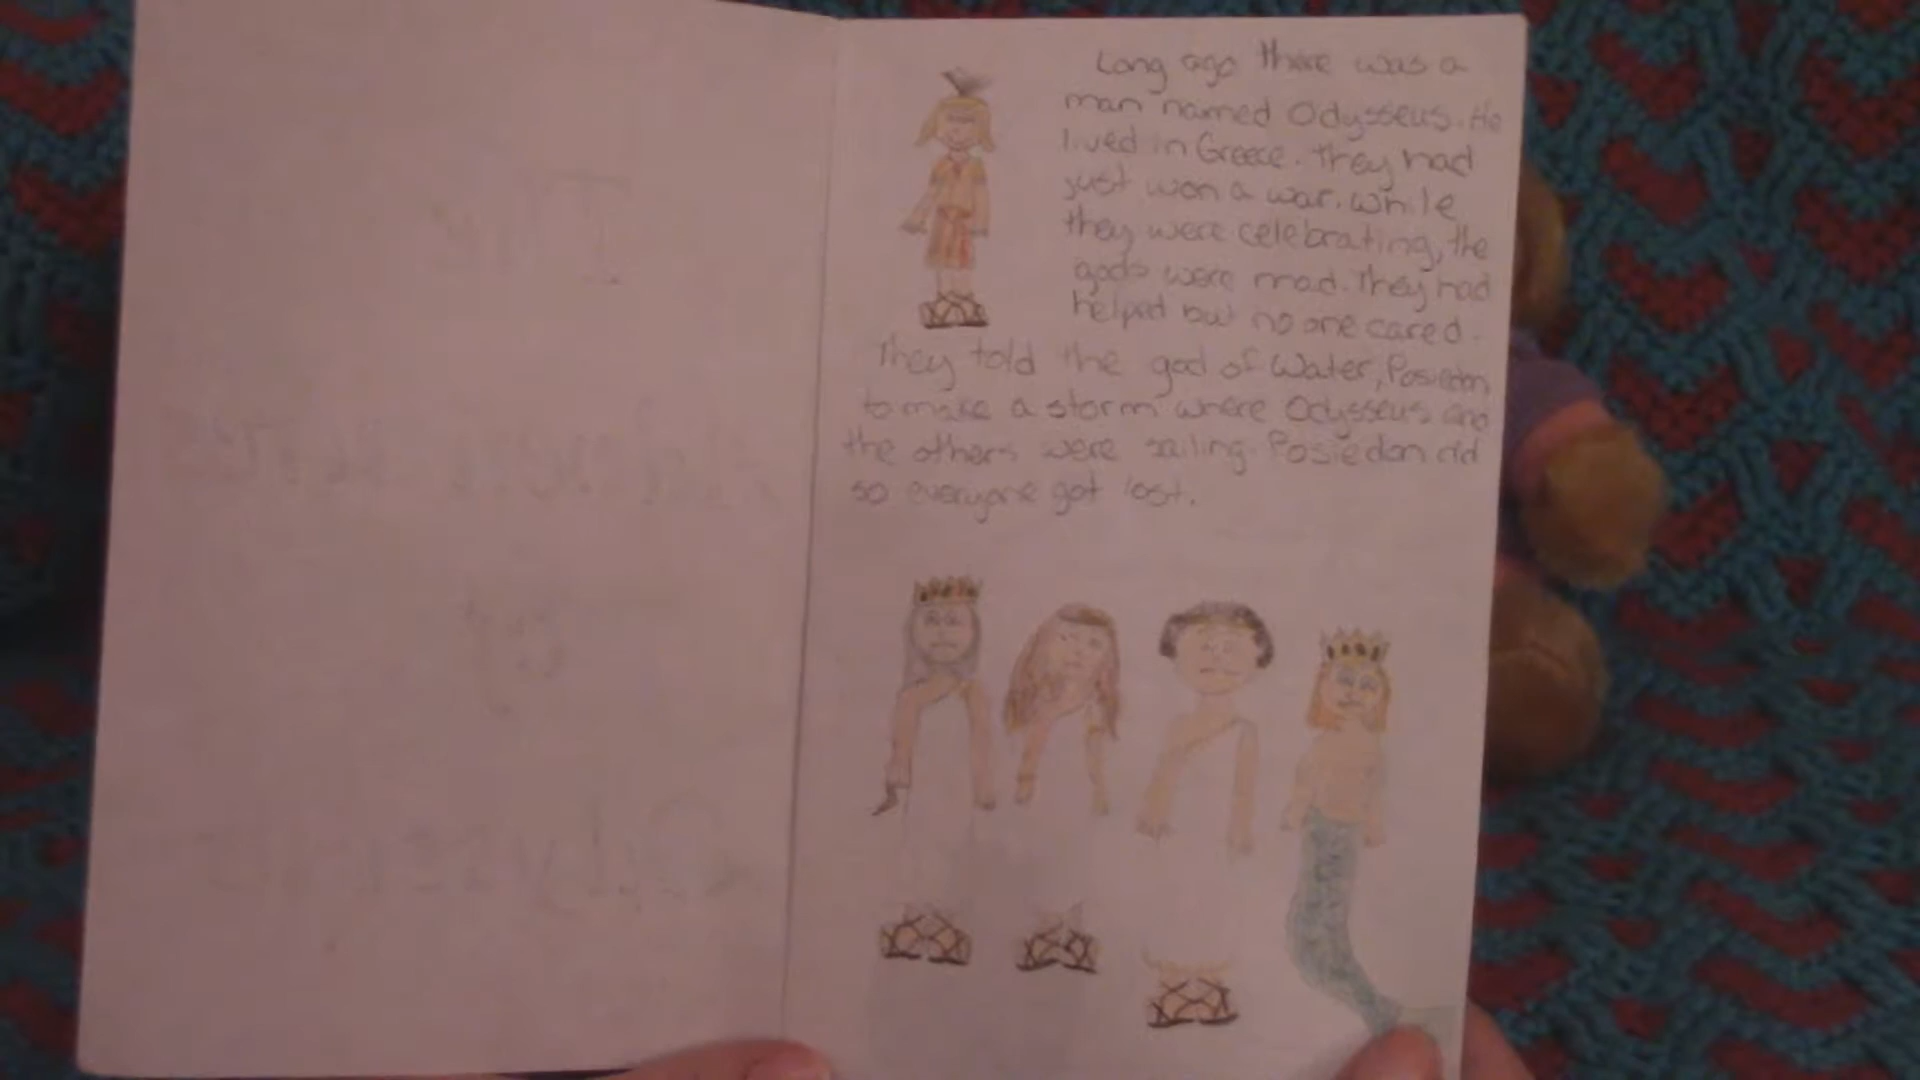 Long ago there was a
man named Odysseus. He
lived in Greece. They had
just won a war. While
they were celebrating, the
gods were mad. They had
helped but no one cared.
They told the god of Water, Posiedon,
to make a storm where Odysseus and
the others were sailing. Posiedon did
so everyone got lost.